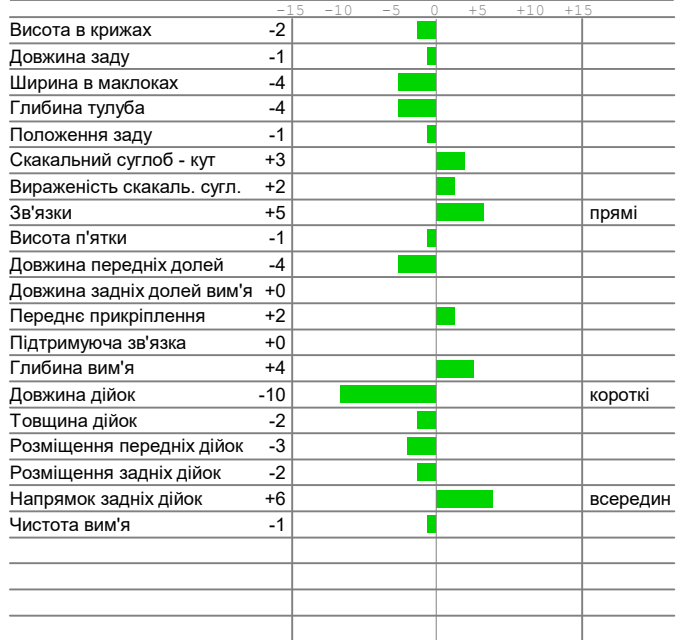 -15 -10 -5 0 +5 +10 +15
Висота в крижах -2
Довжина заду -1
Ширина в маклоках -4
Глибина тулуба -4
Положення заду -1
Скакальний суглоб - кут +3
Вираженість скакаль. сугл. +2
Зв'язки +5 прямі
Висота п'ятки -1
Довжина передніх долей -4
Довжина задніх долей вим'я +0
Переднє прикріплення +2
Підтримуюча зв'язка +0
Глибина вим'я +4
Довжина дійок -10 короткі
Товщина дійок -2
Розміщення передніх дійок -3
Розміщення задніх дійок -2
Напрямок задніх дійок +6 всередин
Чистота вим'я -1